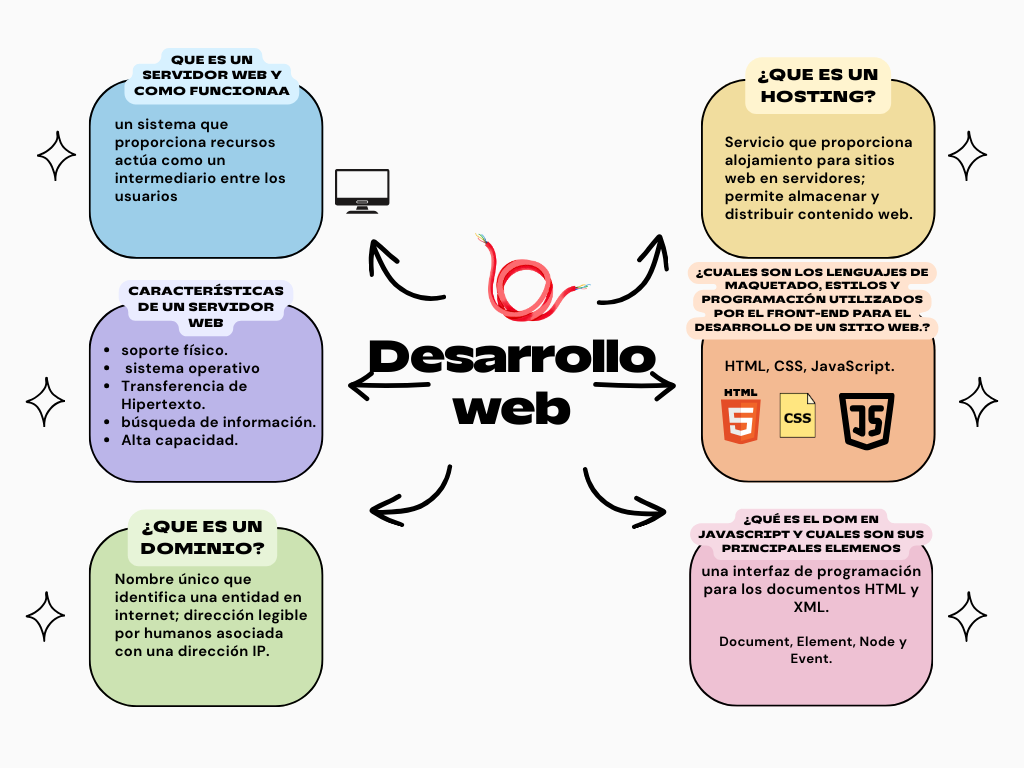 QUE ES UN
SERVIDOR WEB Y
COMO FUNCIONAA
un sistema que
proporciona recursos
actúa como un
intermediario entre los
usuarios
CARACTERÍSTICAS
DE UN SERVIDOR
WEB
• soporte físico.
• sistema operativo
• Transferencia de
Hipertexto.
• búsqueda de información.
• Alta capacidad.
¿QUE ES UN
DOMINIO?
Nombre único que
identifica una entidad en
internet; dirección legible
por humanos asociada
con una dirección IP.
Desarrollo
web
¿QUE ES UN
HOSTING?
Servicio que proporciona
alojamiento para sitios
web en servidores;
permite almacenar y
distribuir contenido web.
¿CUALES SON LOS LENGUAJES DE
MAQUETADO, ESTILOS Y
PROGRAMACIÓN UTILIZADOS
POR EL FRONT-END PARA EL
DESARROLLO DE UN SITIO WEB.?
HTML, CSS, JavaScript.
HTML
5
CSS
JS
¿QUÉ ES EL DOM EN
JAVASCRIPT Y CUALES SON SUS
PRINCIPALES ELEMENOS
una interfaz de programación
para los documentos HTML y
XML.
Document, Element, Node y
Event.